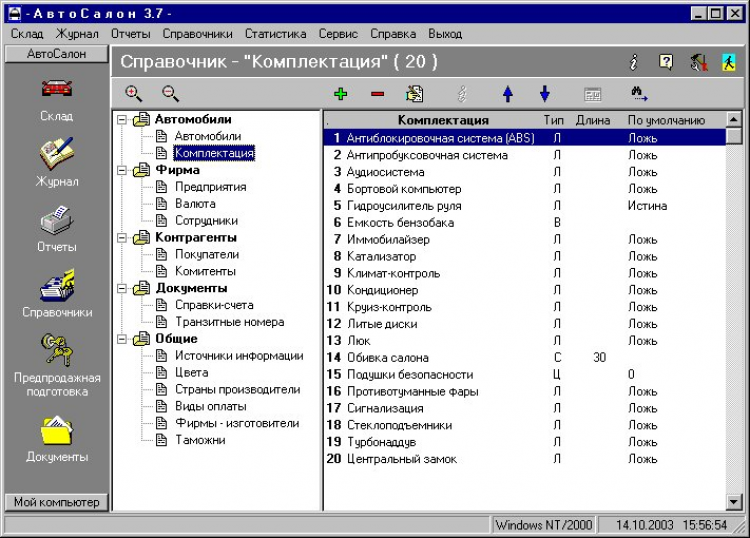 - А в т о С а л о н 3.7 -
Склад Журнал Отчеты Справочники Статистика Сервис Справка Выход
АвтоСалон
Справочник - "Комплектация" ( 20 )
Склад
Журнал
Отчеты
Справочники
Предпродажная
подготовка
Документы
Мой компьютер
Автомобили
Автомобили
Комплектация
Фирма
Предприятия
Валюта
Сотрудники
Контрагенты
Покупатели
Комитенты
Документы
Справки-счета
Транзитные номера
Общие
Источники информации
Цвета
Страны производители
Виды оплаты
Фирмы - изготовители
Таможни
. Комплектация Тип Длина По умолчанию
1 Антиблокировочная система (ABS) Л Ложь
2 Антипробуксовочная система Л Ложь
3 Аудиосистема Л Ложь
4 Бортовой компьютер Л Ложь
5 Гидроусилитель руля Л Истина
6 Емкость бензобака В
7 Иммобилайзер Л Ложь
8 Катализатор Л Ложь
9 Климат-контроль Л Ложь
10 Кондиционер Л Ложь
11 Круиз-контроль Л Ложь
12 Литые диски Л Ложь
13 Люк Л Ложь
14 Обивка салона С 30
15 Подушки безопасности Ц 0
16 Противотуманные фары Л Ложь
17 Сигнализация Л Ложь
18 Стеклоподъемники Л Ложь
19 Турбонаддув Л Ложь
20 Центральный замок Л Ложь
Windows NT/2000 14.10.2003 15:56:54